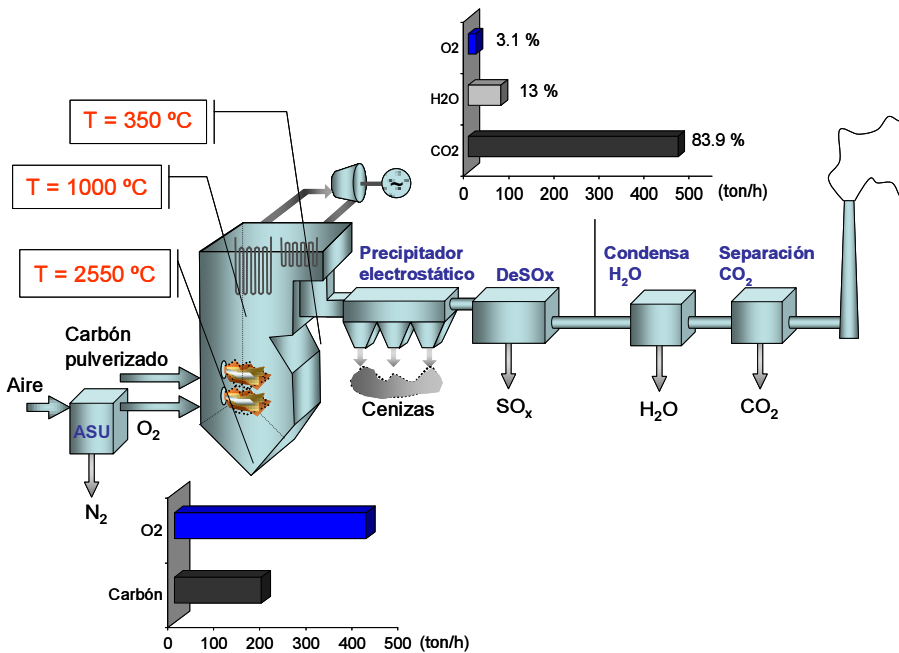 O2
3.1 %
H2O
13 %
CO2
83.9 %
0 100 200 300 400 500 (ton/h)
T = 350 ºC
T = 1000 ºC
T = 2550 ºC
~
Precipitador
electrostático
DeSOx
Condensa
H₂O
Separación
CO₂
Carbón
pulverizado
Aire
ASU
O₂
N₂
Cenizas
SOₓ
H₂O
CO₂
O2
Carbón
0 100 200 300 400 500 (ton/h)